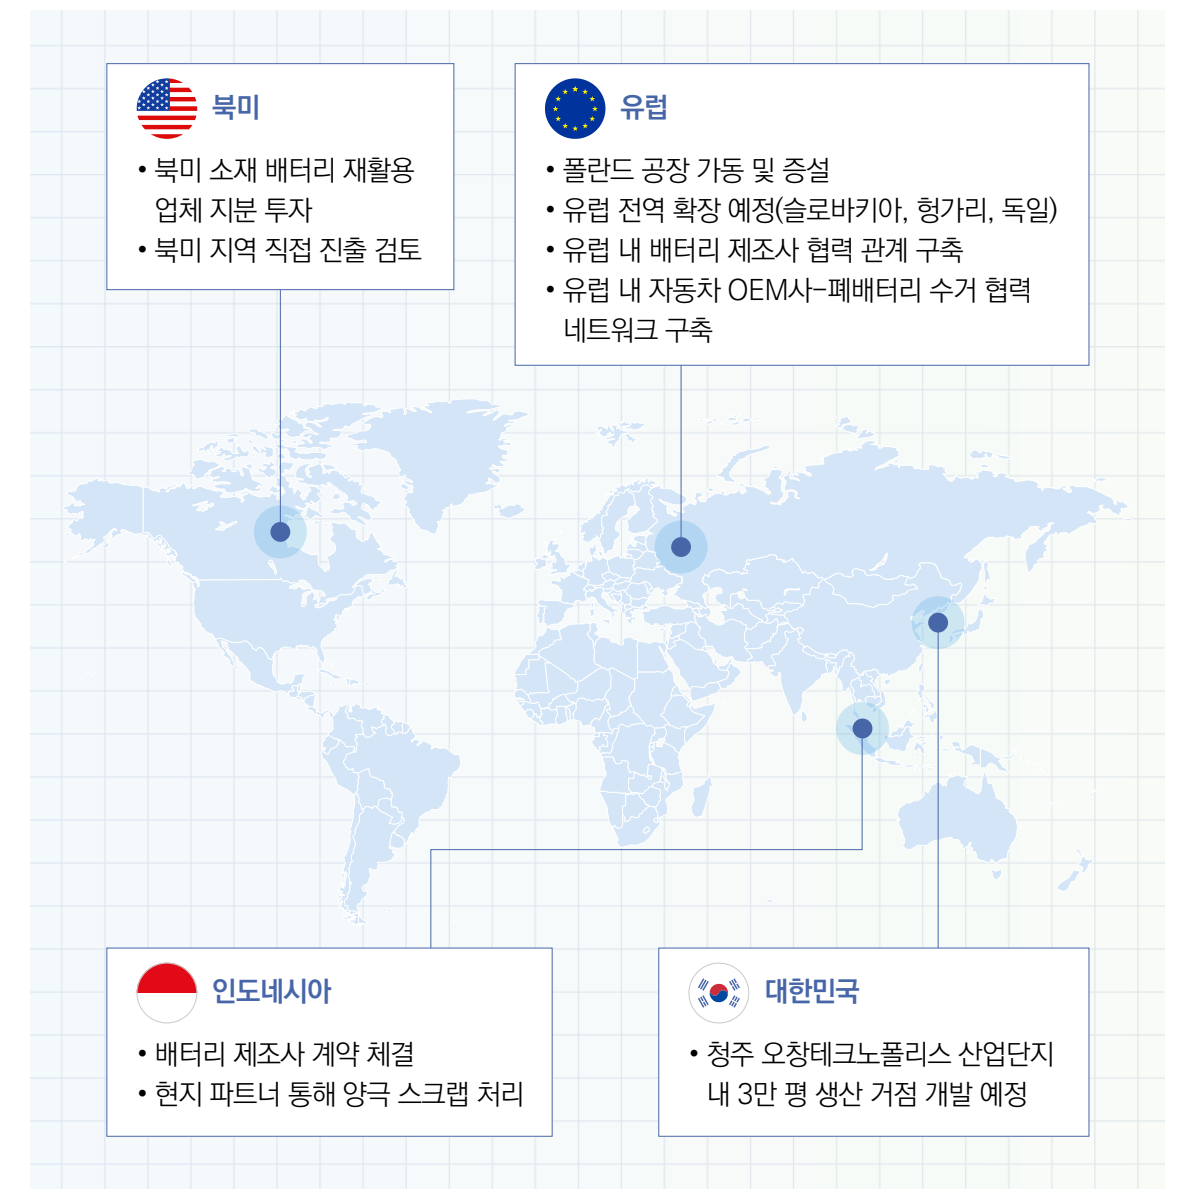 북미
• 북미 소재 배터리 재활용
업체 지분 투자
• 북미 지역 직접 진출 검토
유럽
• 폴란드 공장 가동 및 증설
• 유럽 전역 확장 예정(슬로바키아, 헝가리, 독일)
• 유럽 내 배터리 제조사 협력 관계 구축
• 유럽 내 자동차 OEM사-폐배터리 수거 협력
네트워크 구축
인도네시아
• 배터리 제조사 계약 체결
• 현지 파트너 통해 양극 스크랩 처리
대한민국
• 청주 오창테크노폴리스 산업단지
내 3만 평 생산 거점 개발 예정